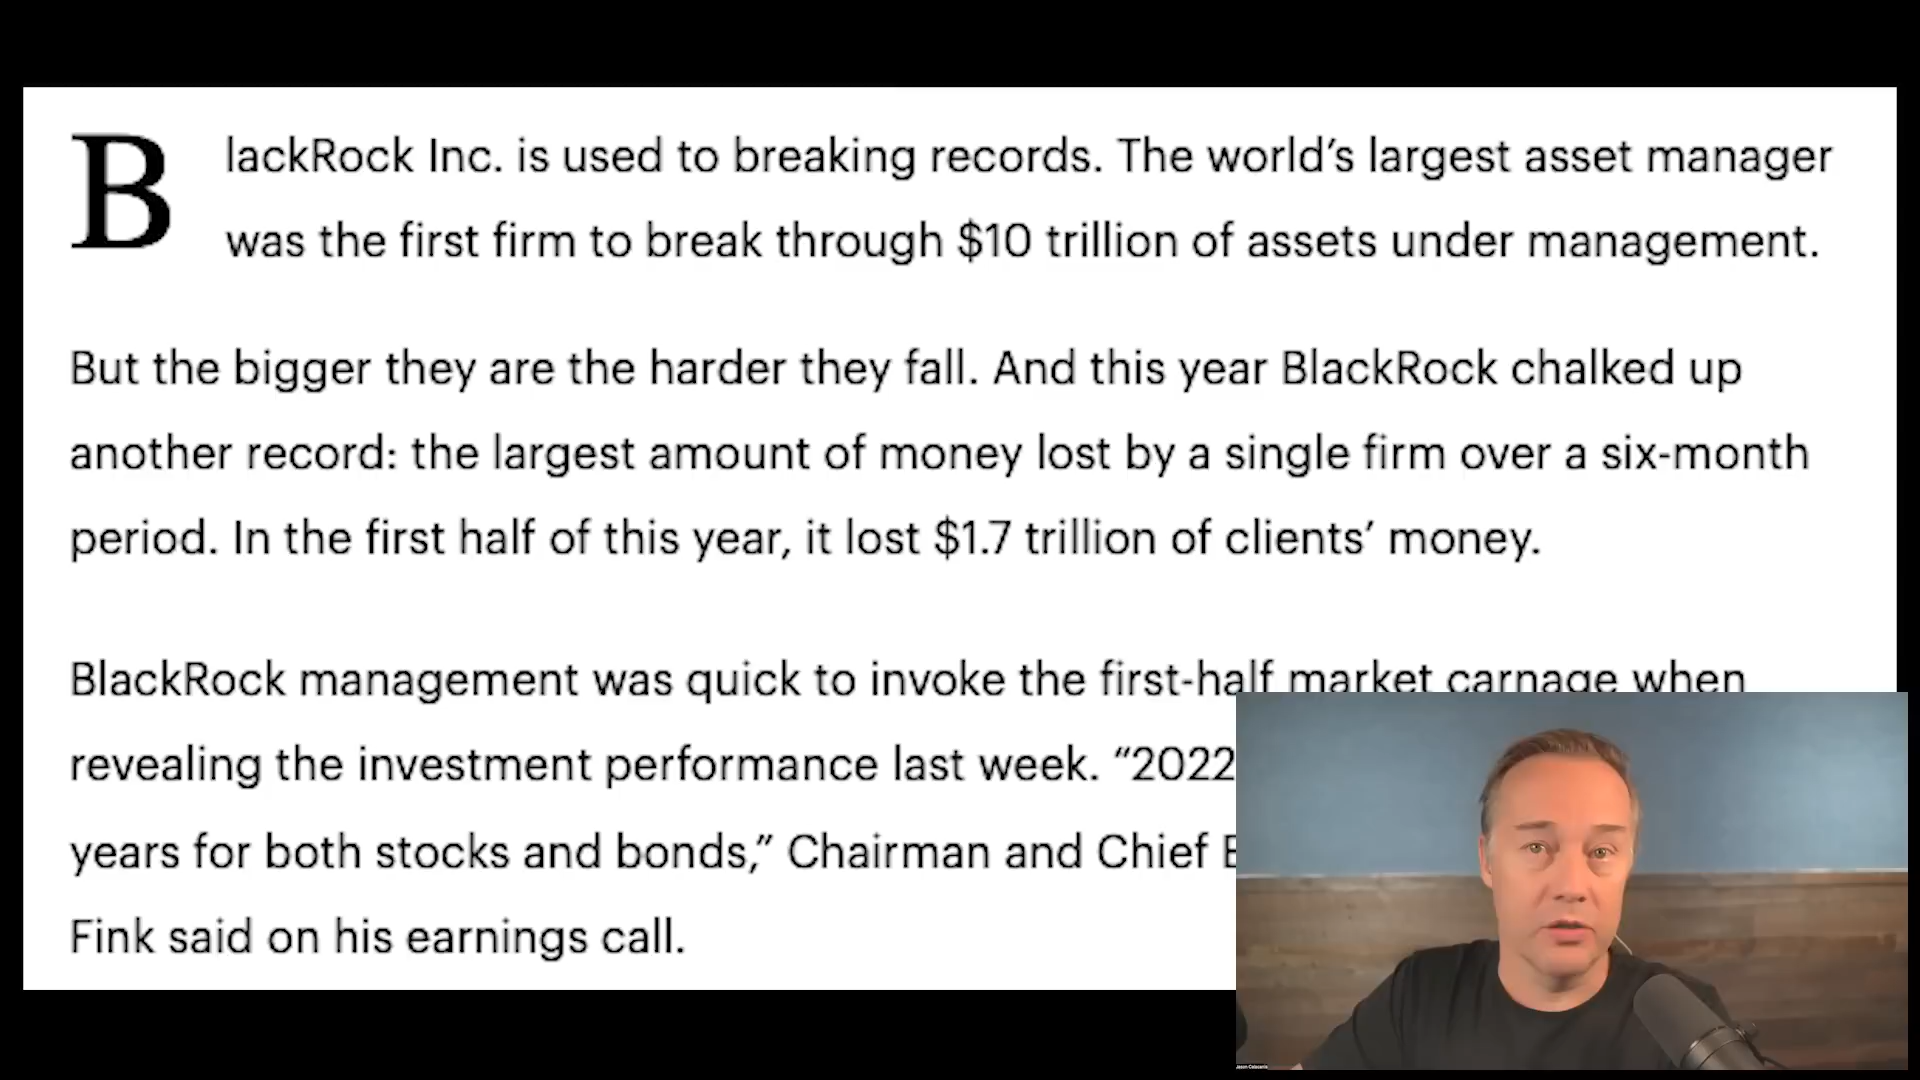 BlackRock Inc. is used to breaking records. The world’s largest asset manager
was the first firm to break through $10 trillion of assets under management.
But the bigger they are the harder they fall. And this year BlackRock chalked up
another record: the largest amount of money lost by a single firm over a six-month
period. In the first half of this year, it lost $1.7 trillion of clients’ money.
BlackRock management was quick to invoke the first-half market carnage when
revealing the investment performance last week. “2022
years for both stocks and bonds,” Chairman and Chief
Fink said on his earnings call.
Jason Calacanis